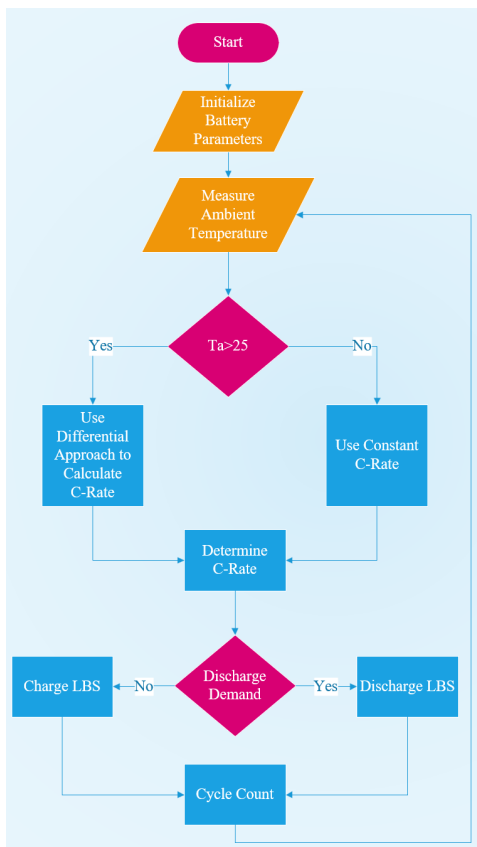 Start
Initialize
Battery
Parameters
Measure
Ambient
Temperature
Ta>25
Yes
No
Use
Differential
Approach to
Calculate
C-Rate
Use Constant
C-Rate
Determine
C-Rate
Discharge
Demand
No
Yes
Charge LBS
Discharge LBS
Cycle Count